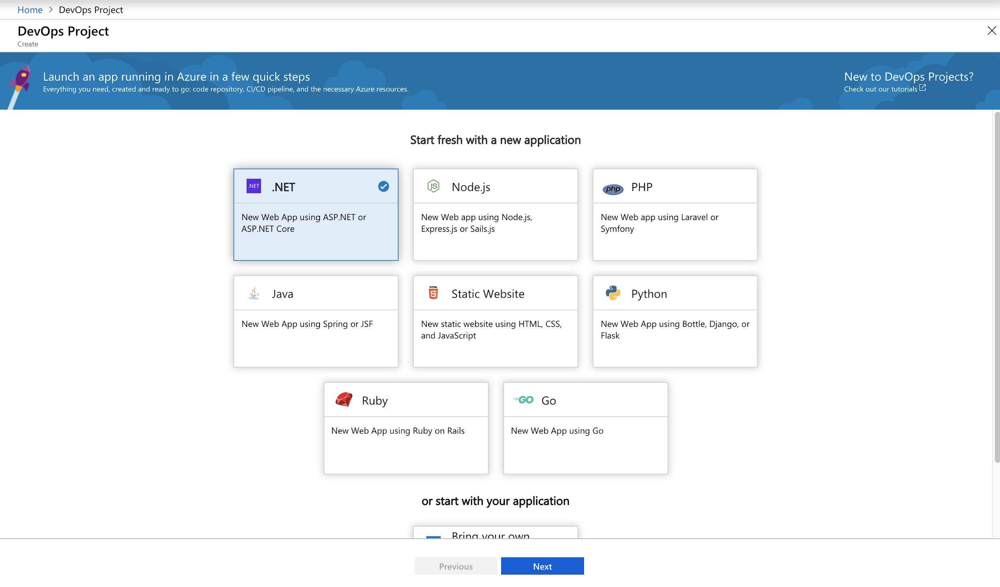 Home > DevOps Project
DevOps Project
Create
Launch an app running in Azure in a few quick steps
Everything you need, created and ready to go: code repository, CI/CD pipeline, and the necessary Azure resources.
New to DevOps Projects?
Check out our tutorials
Start fresh with a new application
.NET .NET
New Web App using ASP.NET or
ASP.NET Core
JS Node.js
New Web app using Node.js,
Express.js or Sails.js
php PHP
New Web app using Laravel or
Symfony
Java
New Web App using Spring or JSF
HTML 5 Static Website
New static website using HTML, CSS,
and JavaScript
Python
New Web App using Bottle, Django, or
Flask
Ruby
New Web App using Ruby on Rails
GO Go
New Web App using Go
or start with your application
Bring your own
Previous
Next